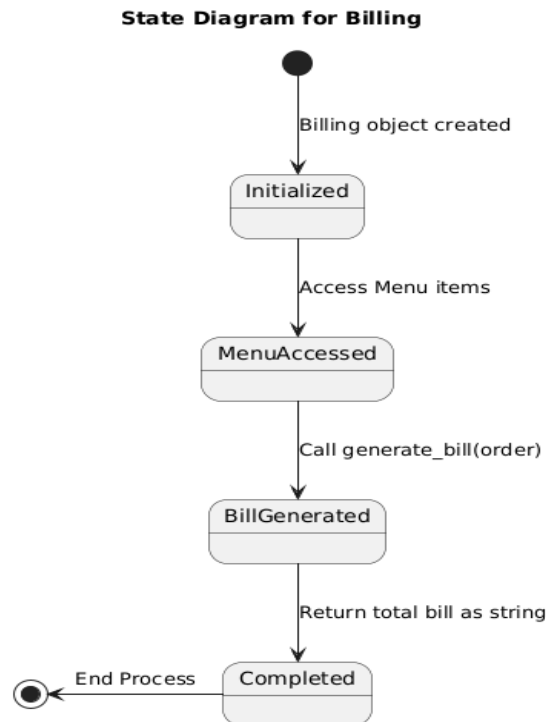 State Diagram for Billing
Billing object created
Initialized
Access Menu items
MenuAccessed
Call generate_bill(order)
BillGenerated
Return total bill as string
End Process
Completed